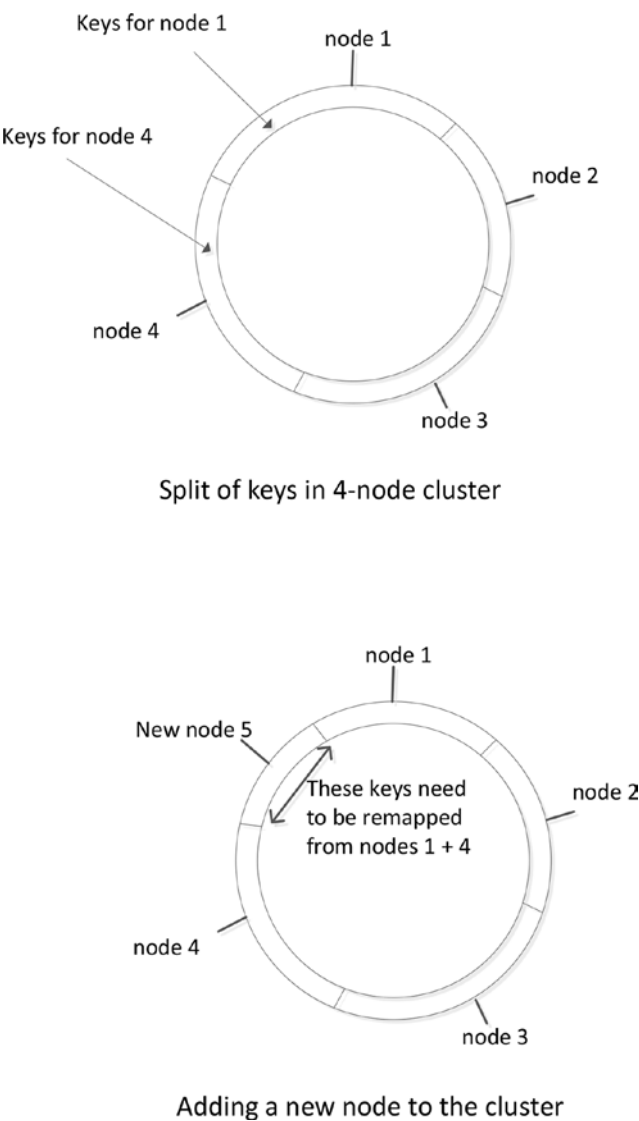 Keys for node 1
node 1
Keys for node 4
node 2
node 4
node 3
Split of keys in 4-node cluster
node 1
New node 5
These keys need
to be remapped
from nodes 1 + 4
node 2
node 4
node 3
Adding a new node to the cluster